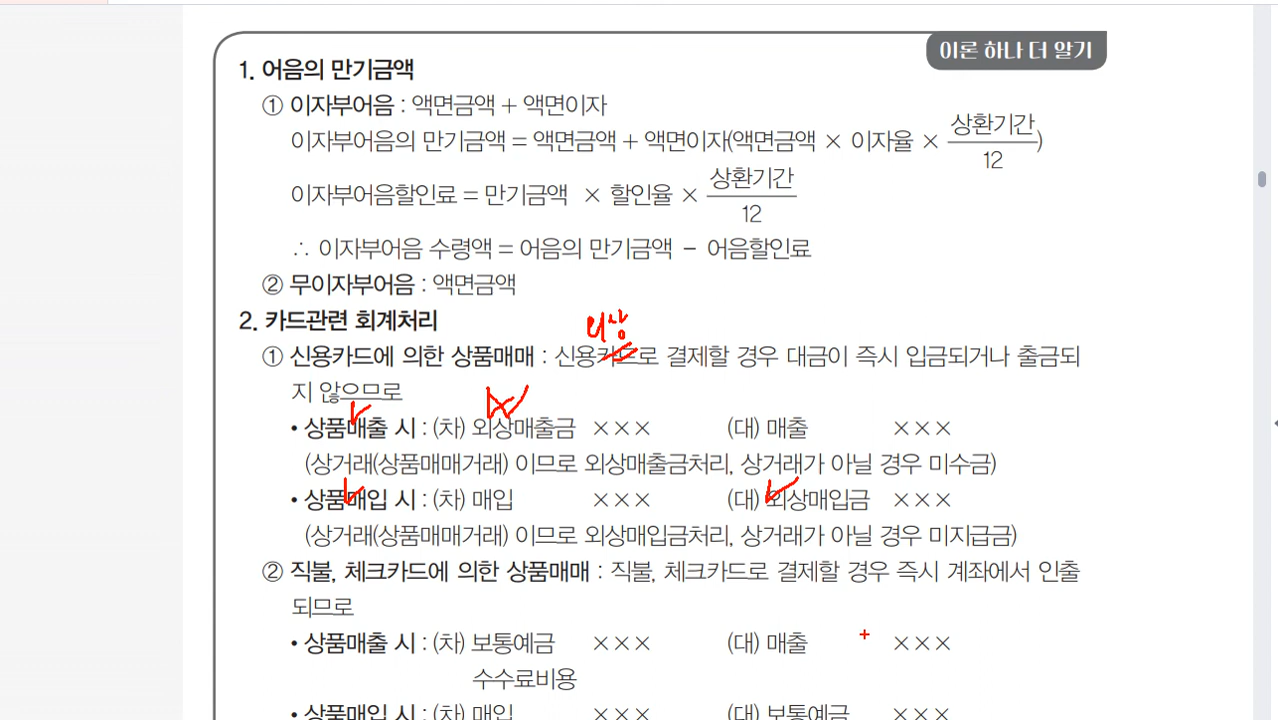 이론 하나 더 알기
1. 어음의 만기금액
① 이자부어음 : 액면금액 + 액면이자
이자부어음의 만기금액 = 액면금액 + 액면이자(액면금액 × 이자율 × 상환기간/12)
이자부어음할인료 = 만기금액 × 할인율 × 상환기간/12
∴ 이자부어음 수령액 = 어음의 만기금액 - 어음할인료
② 무이자부어음 : 액면금액
2. 카드관련 회계처리
외상
① 신용카드에 의한 상품매매 : 신용카드로 결제할 경우 대금이 즉시 입금되거나 출금되
지 않으므로
• 상품매출 시 : (차) 외상매출금 ××× (대) 매출 ×××
(상거래(상품매매거래) 이므로 외상매출금처리, 상거래가 아닐 경우 미수금)
• 상품매입 시 : (차) 매입 ××× (대) 외상매입금 ×××
(상거래(상품매매거래) 이므로 외상매입금처리, 상거래가 아닐 경우 미지급금)
② 직불, 체크카드에 의한 상품매매 : 직불, 체크카드로 결제할 경우 즉시 계좌에서 인출
되므로
• 상품매출 시 : (차) 보통예금 ××× (대) 매출 ×××
수수료비용
• 상품매입 시 : (차) 매입 ××× (대) 보통예금 ×××